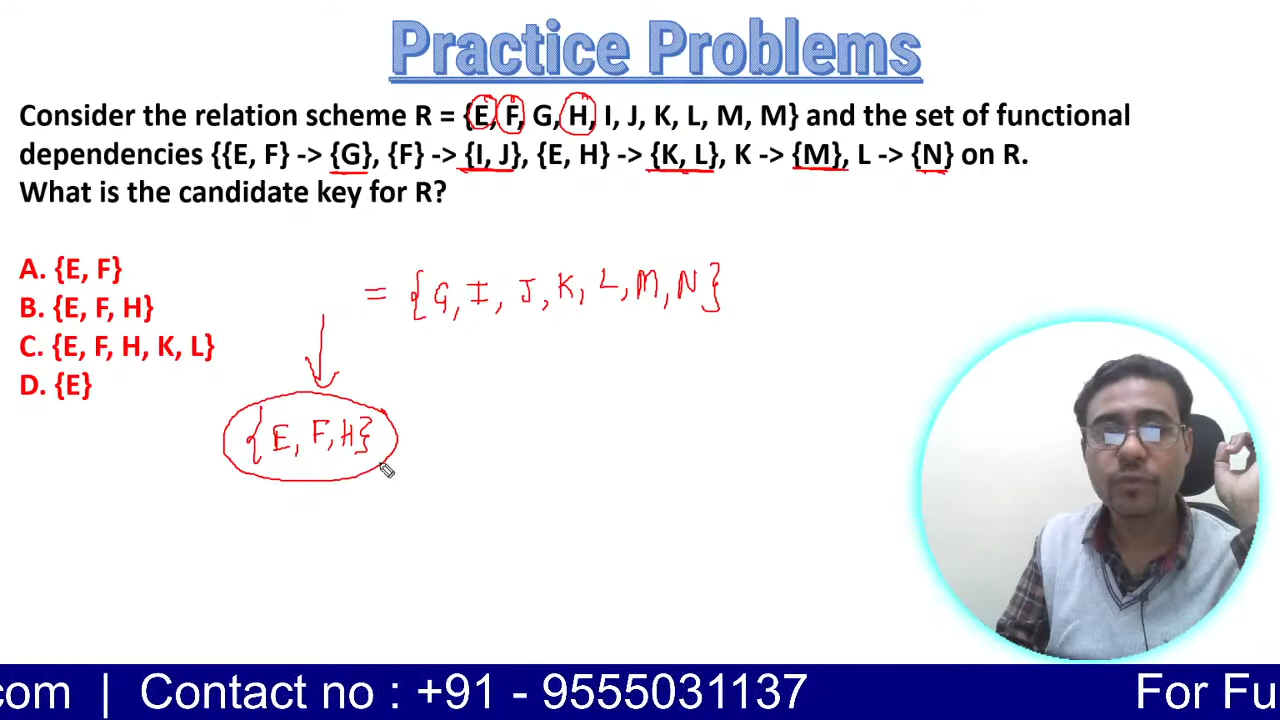 Practice Problems
Consider the relation scheme R = {E, F, G, H, I, J, K, L, M, M} and the set of functional
dependencies {{E, F} -> {G}, {F} -> {I, J}, {E, H} -> {K, L}, K -> {M}, L -> {N} on R.
What is the candidate key for R?
A. {E, F}
B. {E, F, H}
C. {E, F, H, K, L}
D. {E}
= {G, I, J, K, L, M, N}
{E, F, H}
.com | Contact no : +91 - 9555031137 For Fu